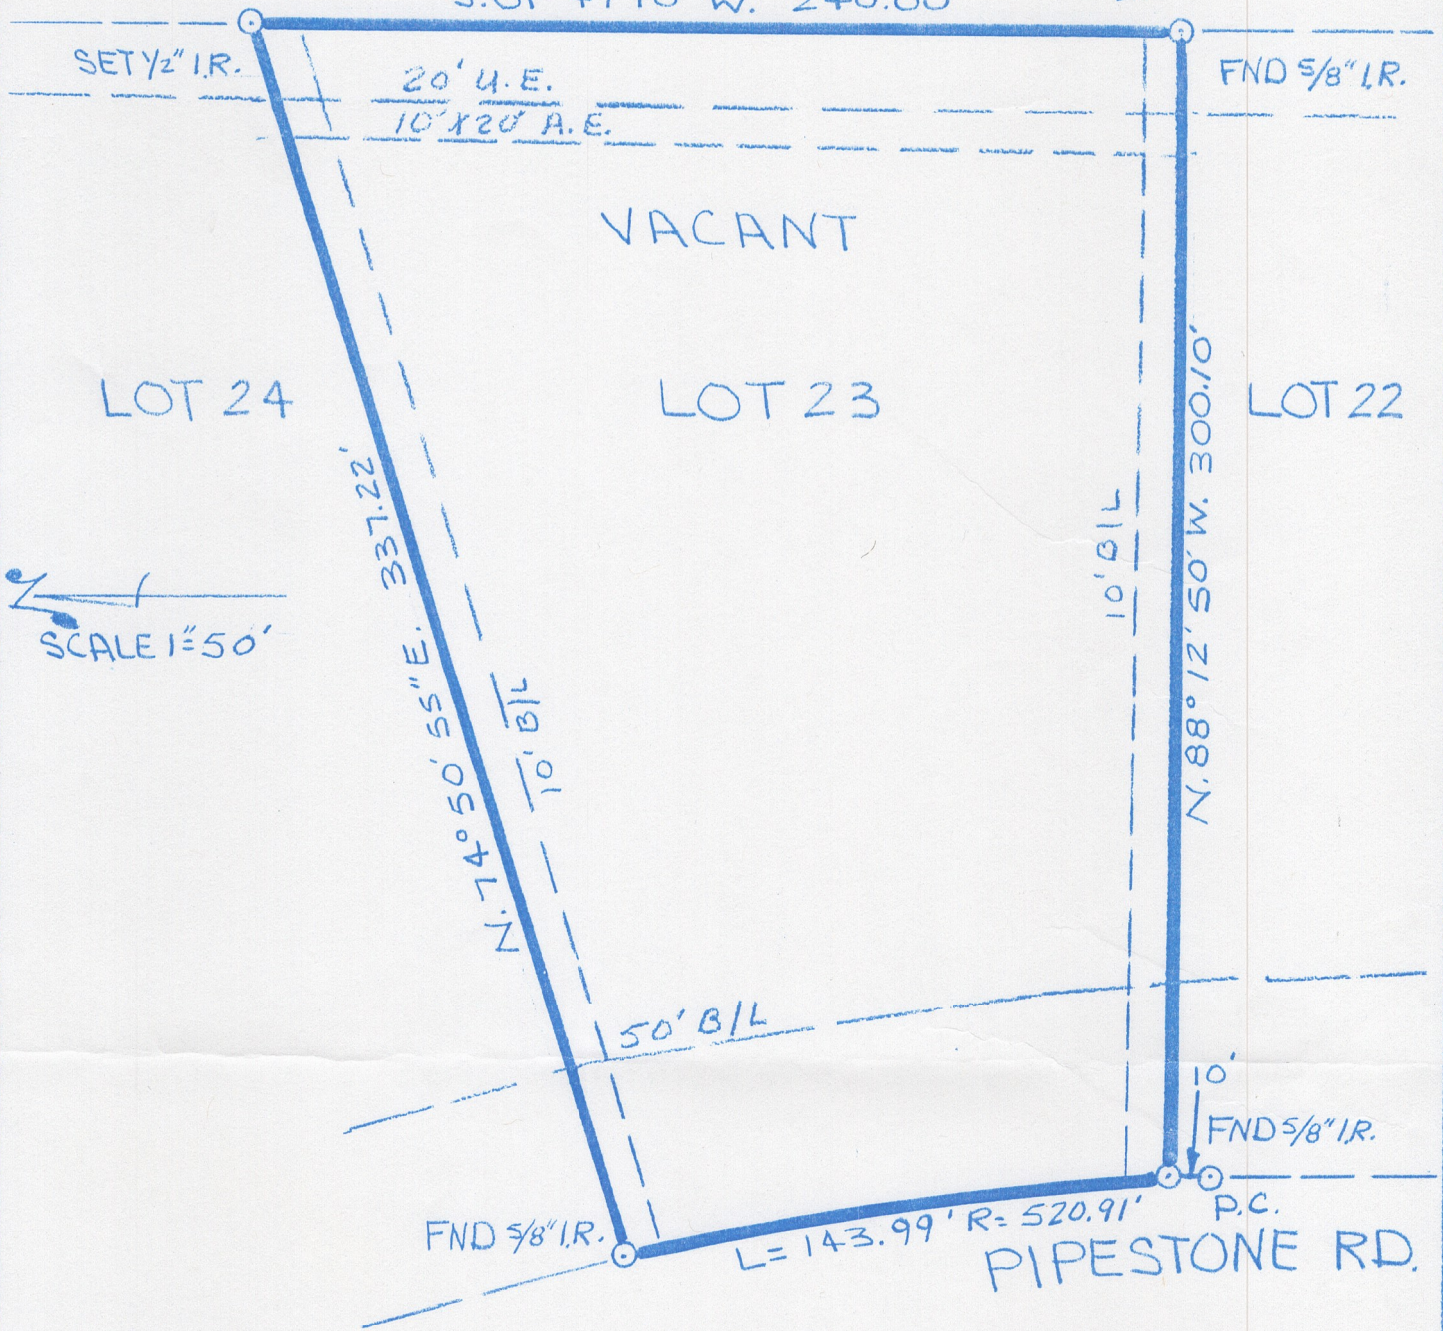 SET 1/2" I.R.
FND 5/8" I.R.
20' U.E.
10' X 20' A.E.
VACANT
LOT 24
LOT 23
LOT 22
N. 88° 12' 50' W. 300.10'
N. 74° 50' 55" E. 337.22'
10' B/L
SCALE 1"=50'
10' B/L
50' B/L
10'
FND 5/8" I.R.
P.C.
FND 5/8" I.R.
L= 143.99' R= 520.91'
PIPESTONE RD.